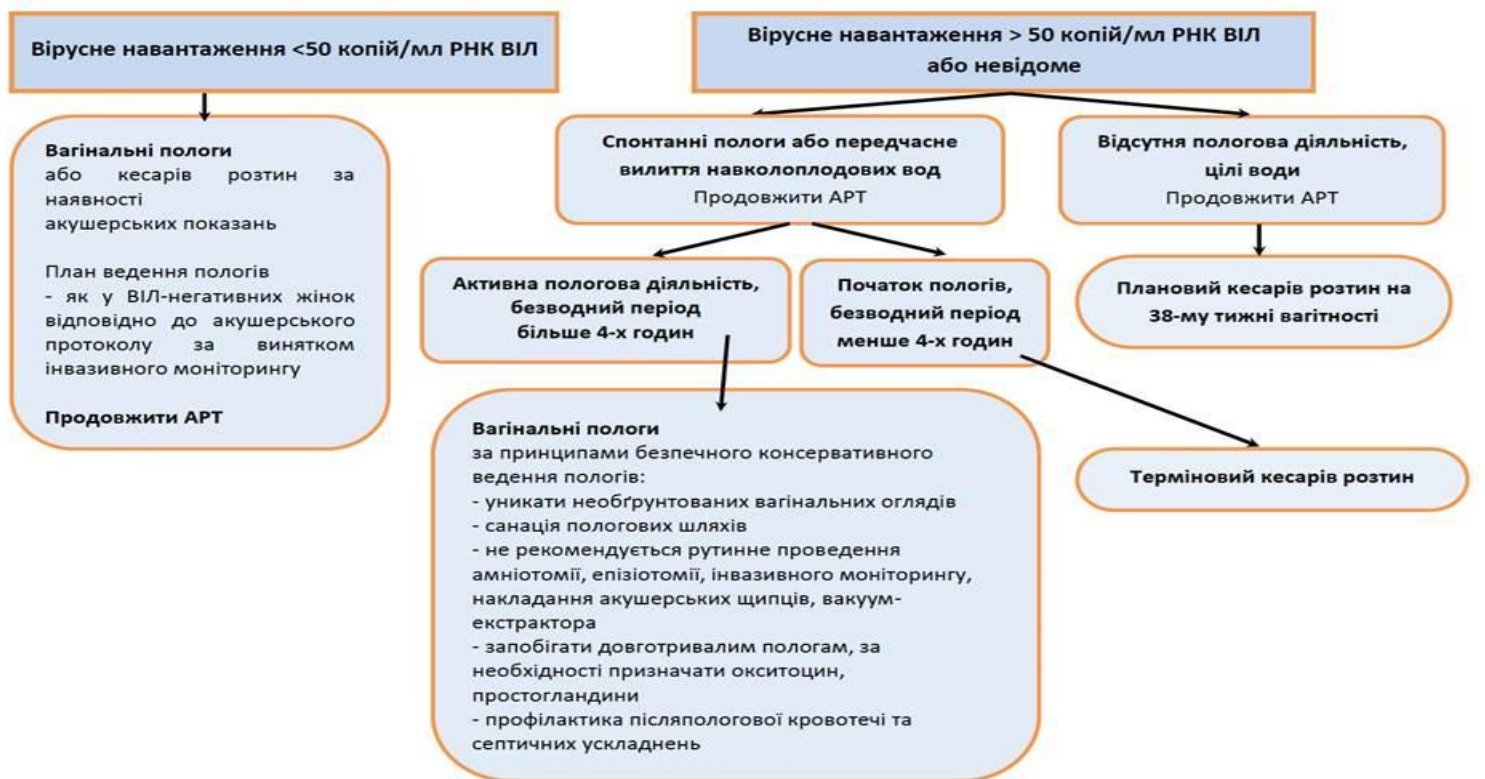 Вірусне навантаження <50 копій/мл РНК ВІЛ
Вагінальні пологи
або кесарів розтин за
наявності
акушерських показань
План ведення пологів
- як у ВІЛ-негативних жінок
відповідно до акушерського
протоколу за винятком
інвазивного моніторингу
Продовжити АРТ
Вірусне навантаження > 50 копій/мл РНК ВІЛ
або невідоме
Спонтанні пологи або передчасне
вилиття навколоплодових вод
Продовжити АРТ
Відсутня пологова діяльність,
цілі води
Продовжити АРТ
Активна пологова діяльність,
безводний період
більше 4-х годин
Початок пологів,
безводний період
менше 4-х годин
Плановий кесарів розтин на
38-му тижні вагітності
Вагінальні пологи
за принципами безпечного консервативного
ведення пологів:
- уникати необґрунтованих вагінальних оглядів
- санація пологових шляхів
- не рекомендується рутинне проведення
амніотомії, епізіотомії, інвазивного моніторингу,
накладання акушерських щипців, вакуум-
екстрактора
- запобігати довготривалим пологам, за
необхідності призначати окситоцин,
простогландини
- профілактика післяпологової кровотечі та
септичних ускладнень
Терміновий кесарів розтин